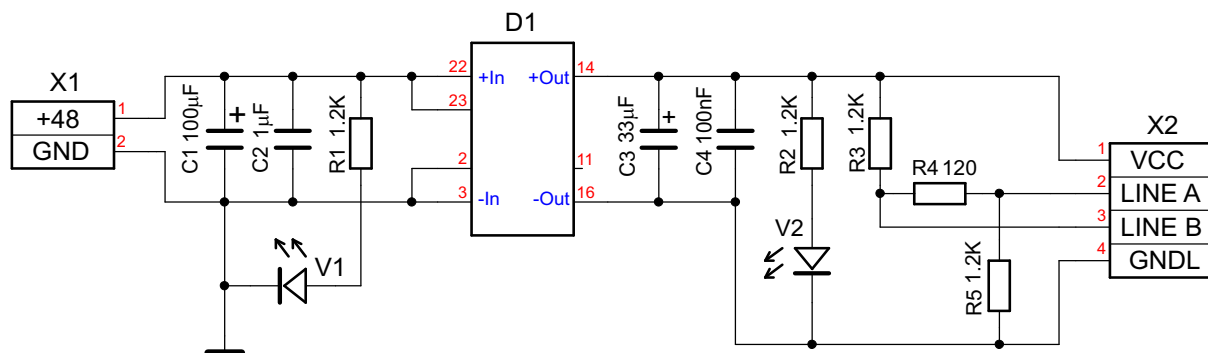 D1
X1
1
+48
2
GND
C1 100μF
+
C2 1μF
R1 1.2K
V1
22
+In
23
2
3
-In
+Out
14
11
-Out
16
C3 33μF
+
C4 100nF
R2 1.2K
V2
R3 1.2K
R4 120
R5 1.2K
X2
1
VCC
2
LINE A
3
LINE B
4
GNDL